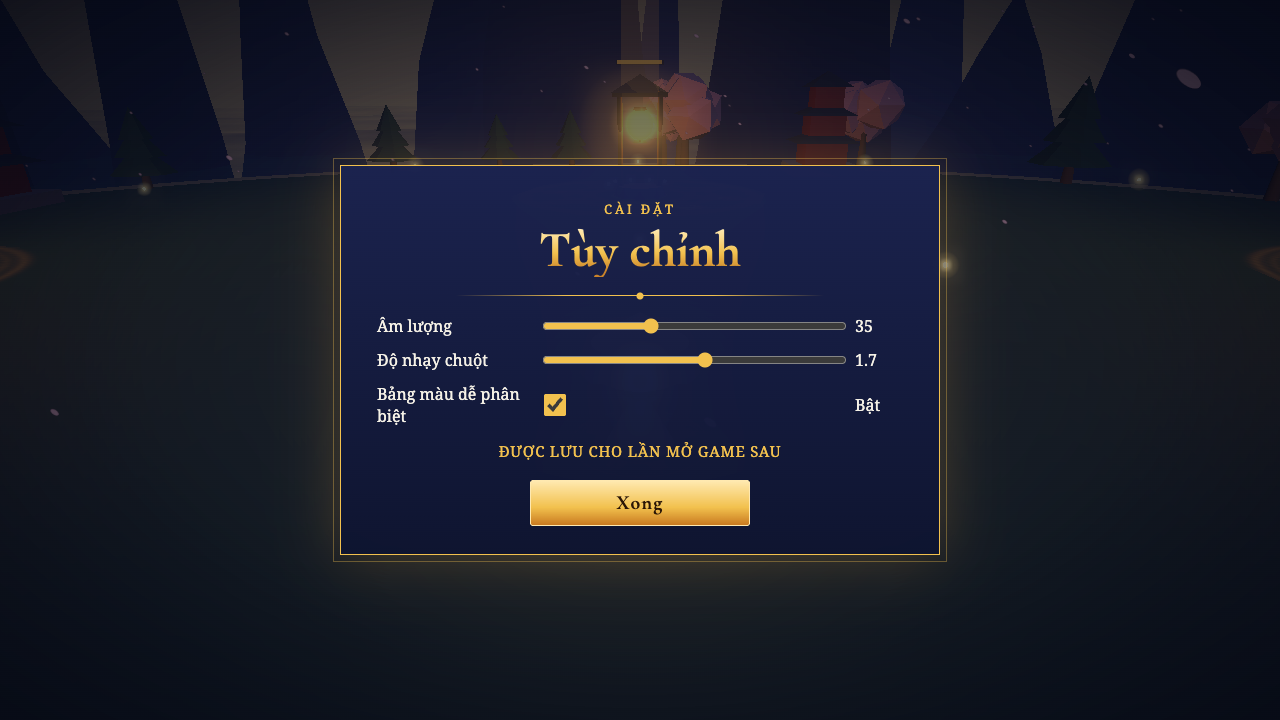 CÀI ĐẶT
Tùy chỉnh
Âm lượng 35
Độ nhạy chuột 1.7
Bảng màu dễ phân
biệt
Bật
ĐƯỢC LƯU CHO LẦN MỞ GAME SAU
Xong